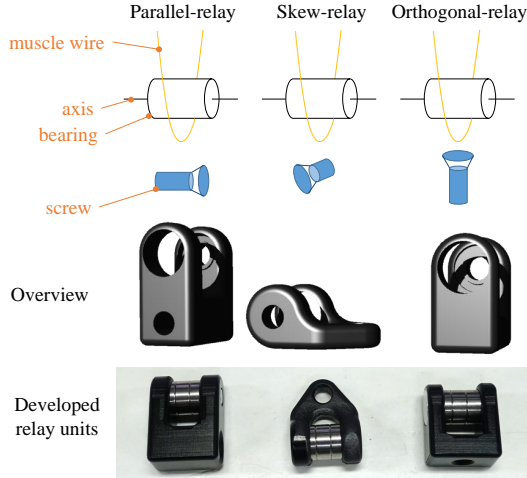 Parallel-relay Skew-relay Orthogonal-relay
muscle wire
axis
bearing
screw
Overview
Developed
relay units